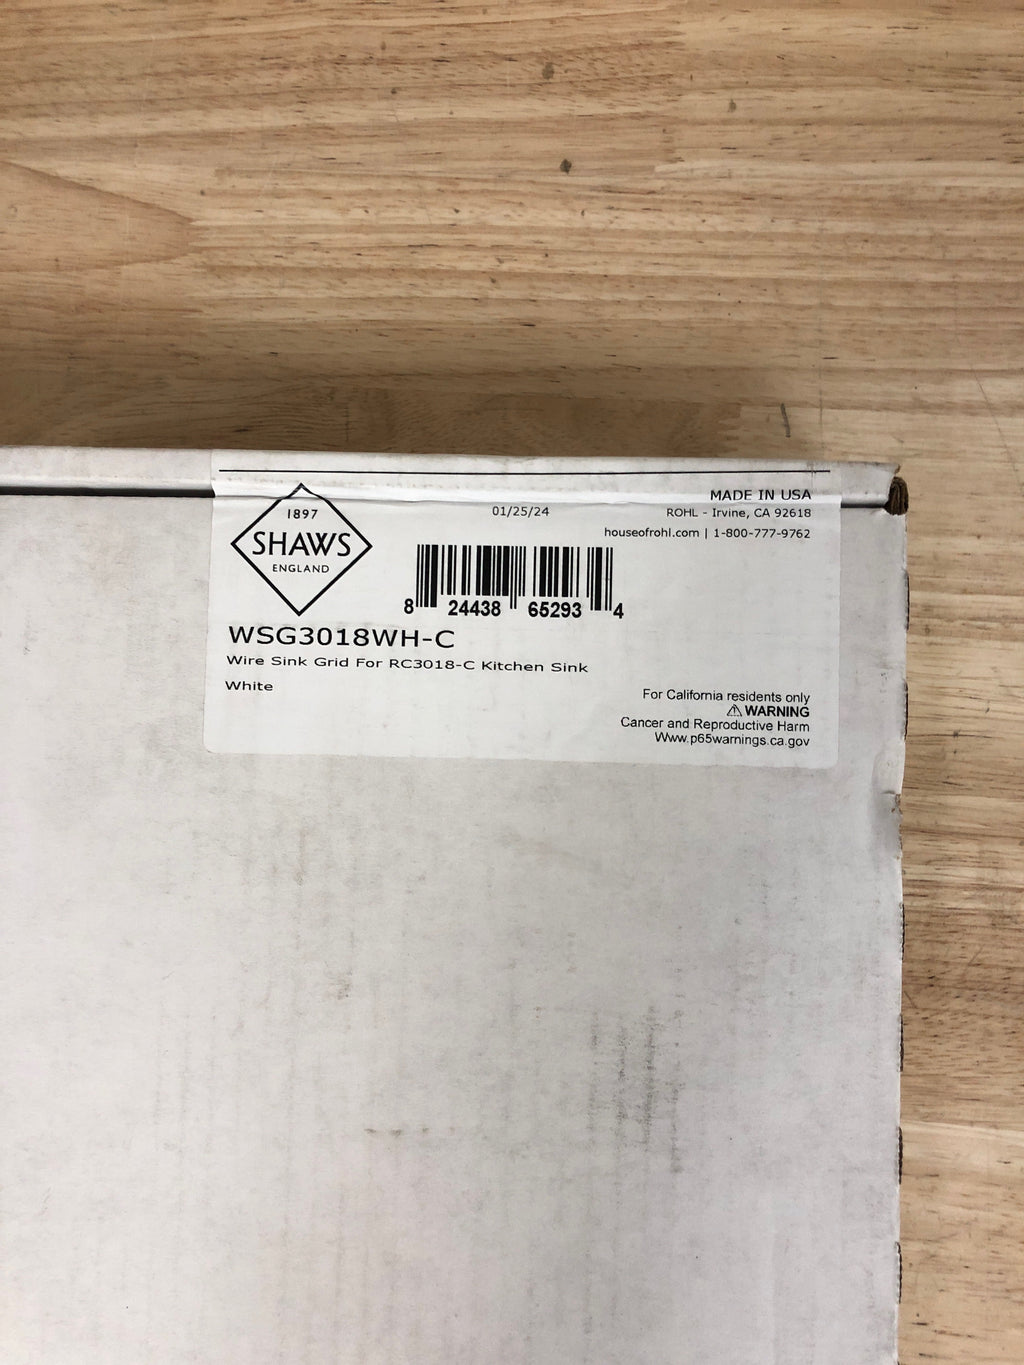 1897
SHAWS
ENGLAND
01/25/24
MADE IN USA
ROHL - Irvine, CA 92618
houseofrohl.com | 1-800-777-9762
8 24438 65293 4
WSG3018WH-C
Wire Sink Grid For RC3018-C Kitchen Sink
White
For California residents only
⚠ WARNING
Cancer and Reproductive Harm
Www.p65warnings.ca.gov